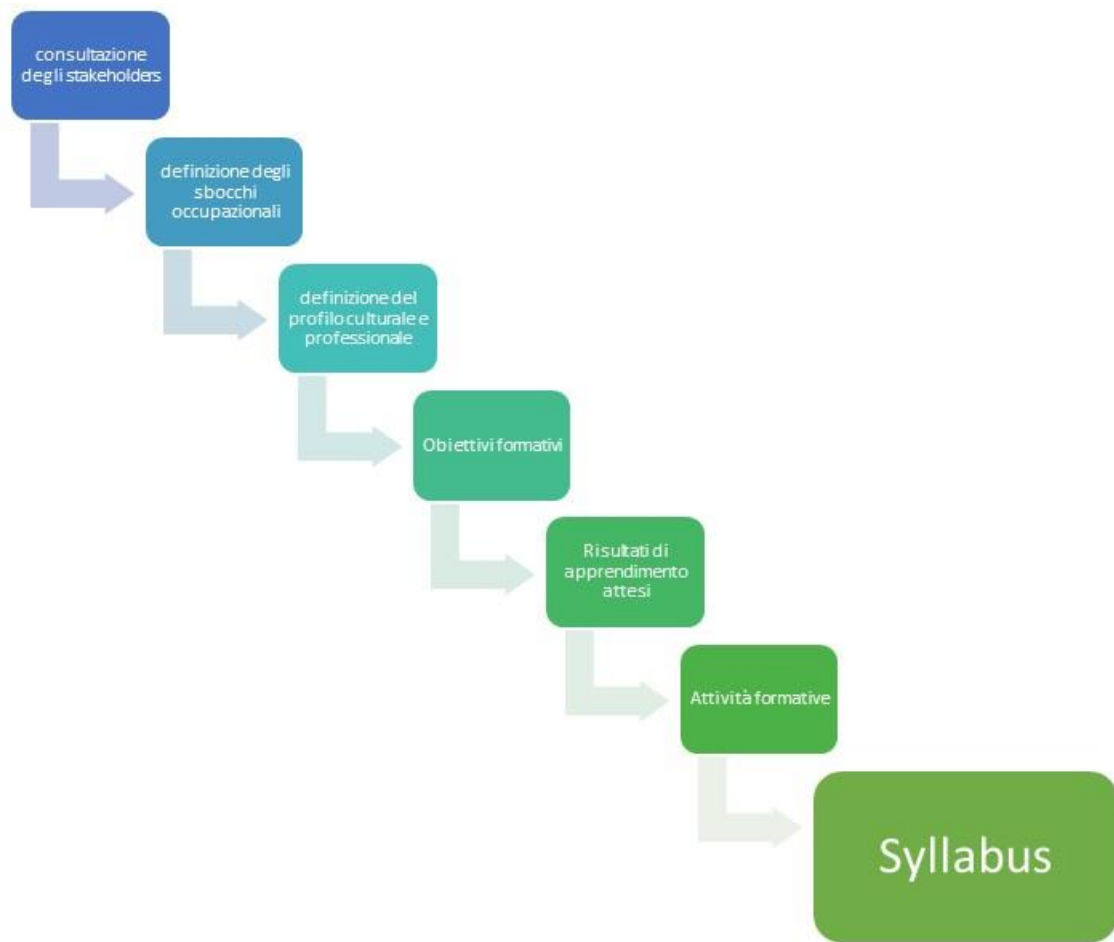 consultazione
degli stakeholders
definizione degli
sbocchi
occupazionali
definizione del
profilo culturale e
professionale
Obiettivi formativi
Risultati di
apprendimento
attesi
Attività formative
Syllabus